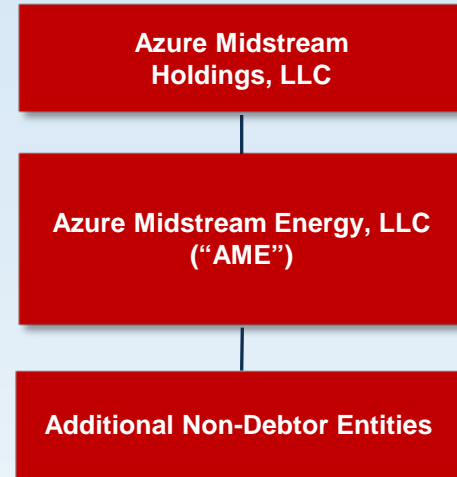 Azure Midstream
Holdings, LLC
Azure Midstream Energy, LLC
(“AME”)
Additional Non-Debtor Entities